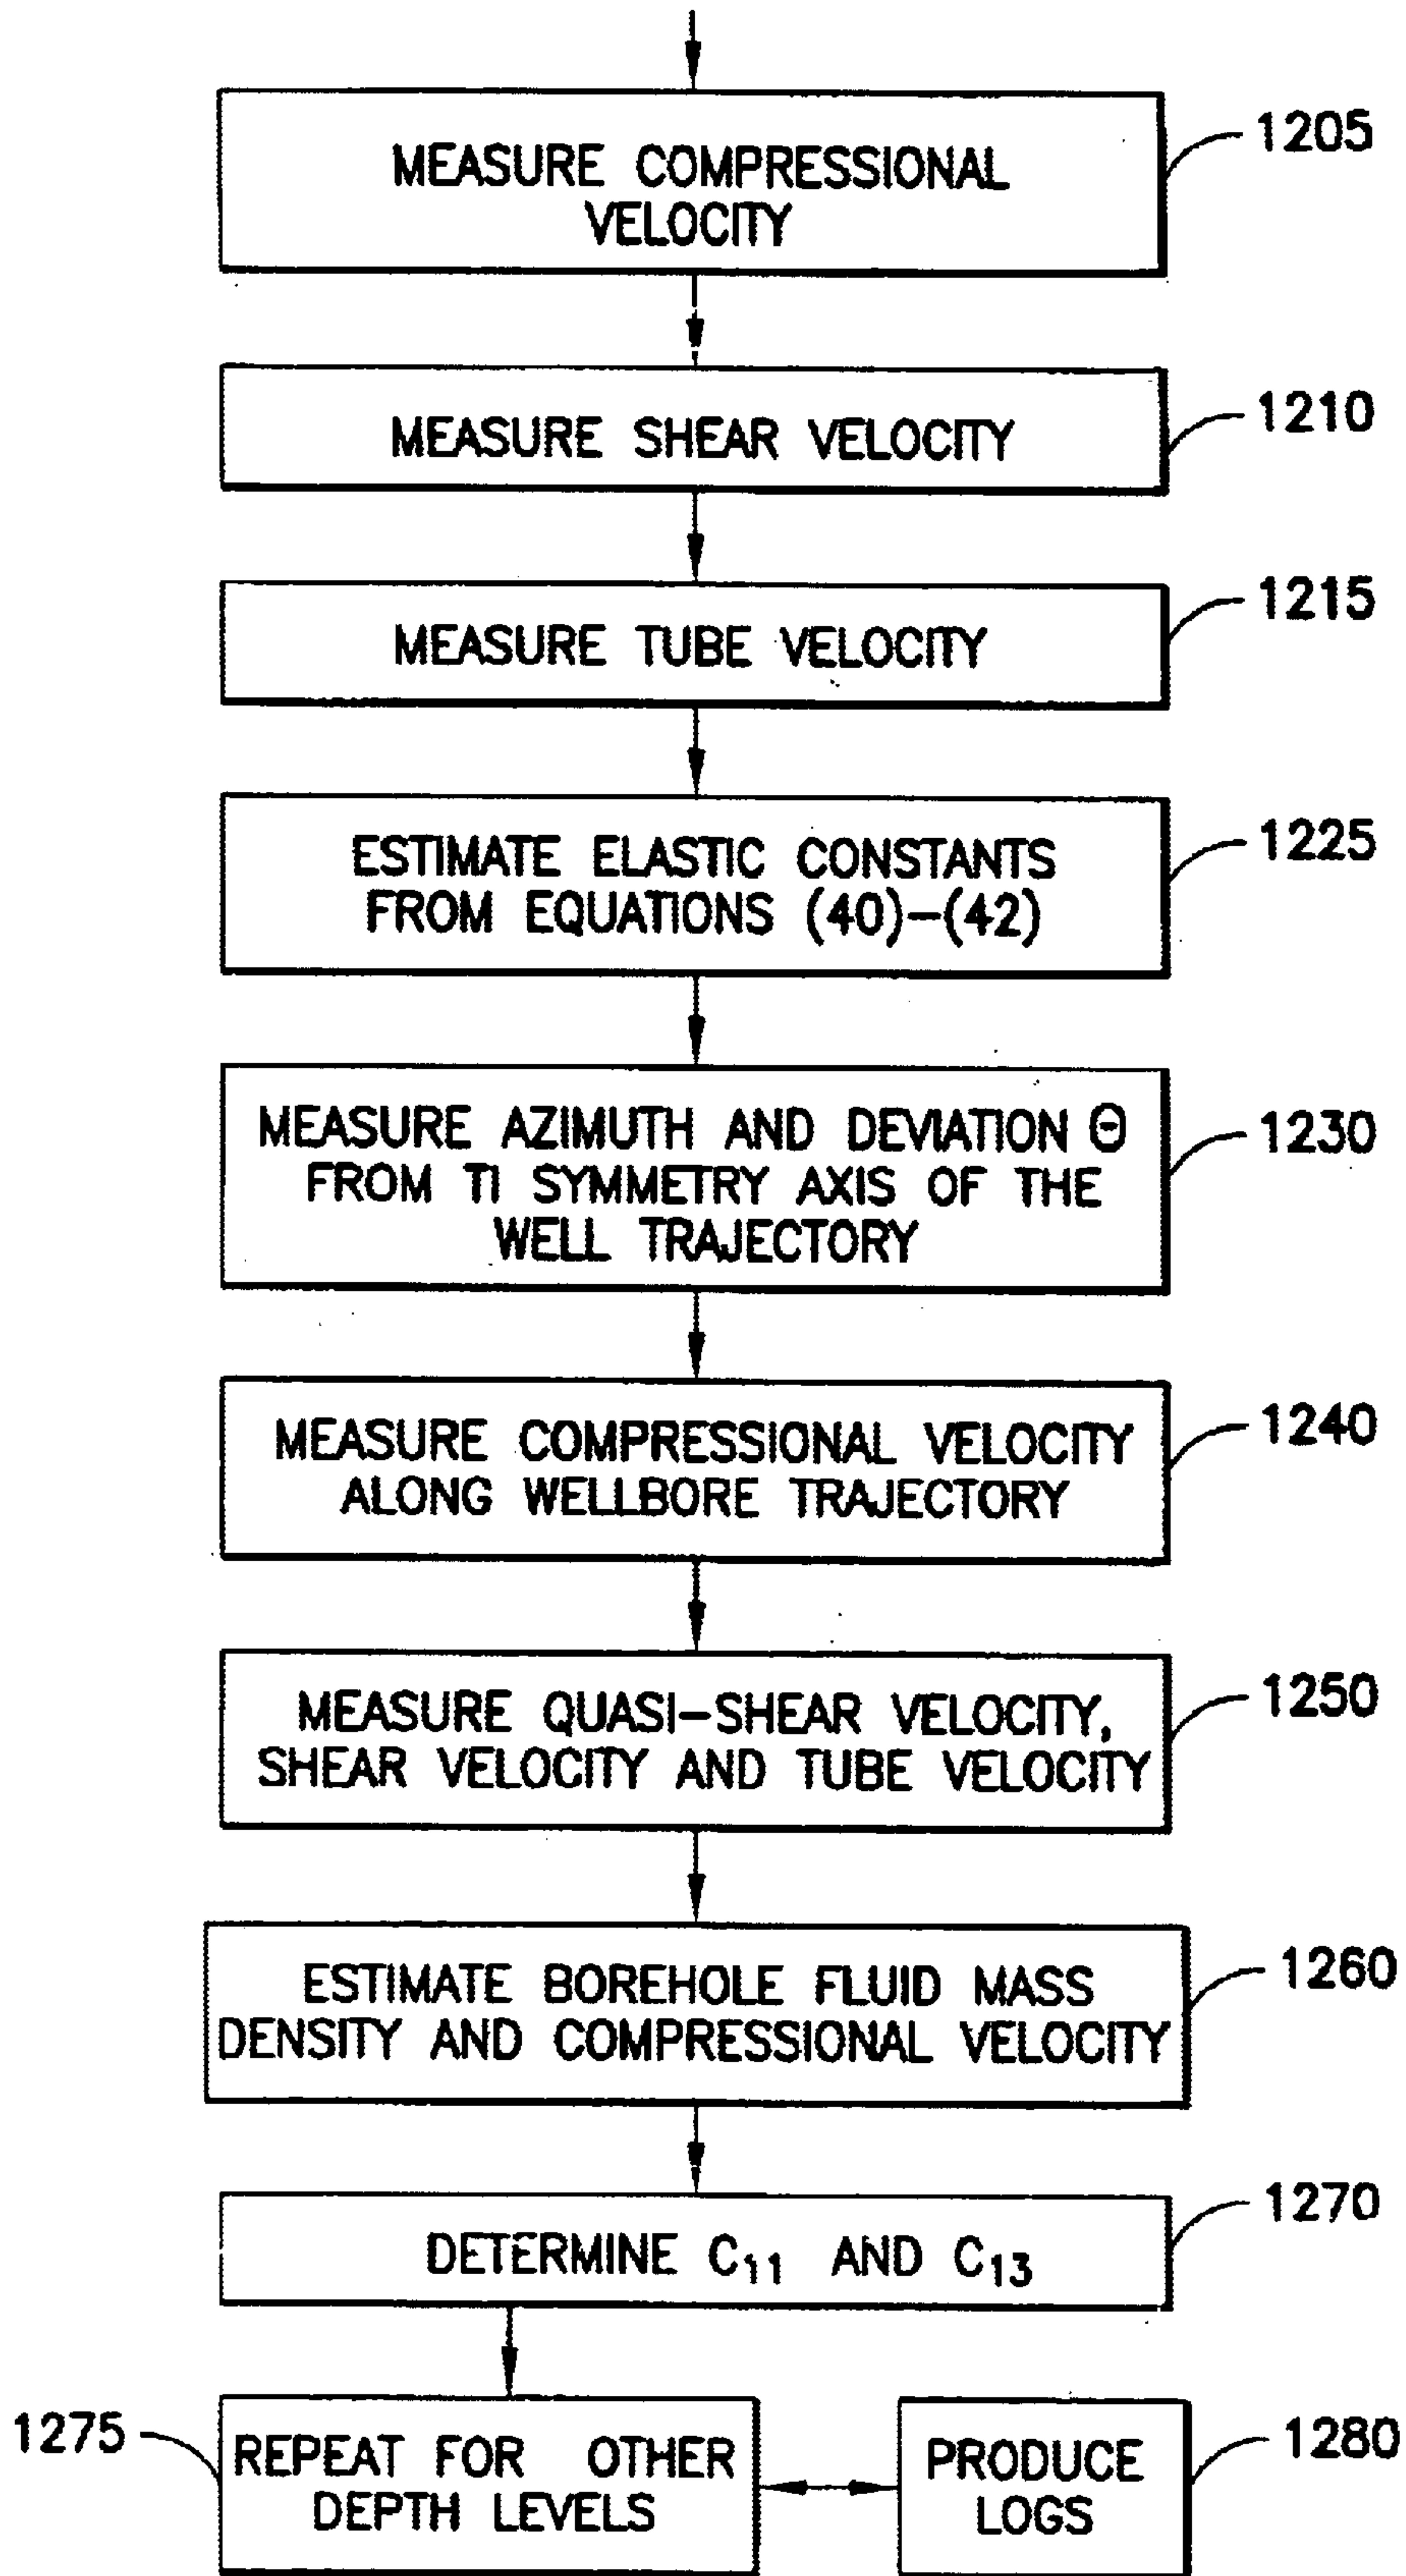 MEASURE COMPRESSIONAL
VELOCITY
1205
MEASURE SHEAR VELOCITY
1210
MEASURE TUBE VELOCITY
1215
ESTIMATE ELASTIC CONSTANTS
FROM EQUATIONS (40)-(42)
1225
MEASURE AZIMUTH AND DEVIATION Θ
FROM TI SYMMETRY AXIS OF THE
WELL TRAJECTORY
1230
MEASURE COMPRESSIONAL VELOCITY
ALONG WELLBORE TRAJECTORY
1240
MEASURE QUASI-SHEAR VELOCITY,
SHEAR VELOCITY AND TUBE VELOCITY
1250
ESTIMATE BOREHOLE FLUID MASS
DENSITY AND COMPRESSIONAL VELOCITY
1260
DETERMINE C₁₁ AND C₁₃
1270
1275
REPEAT FOR OTHER
DEPTH LEVELS
PRODUCE
LOGS
1280